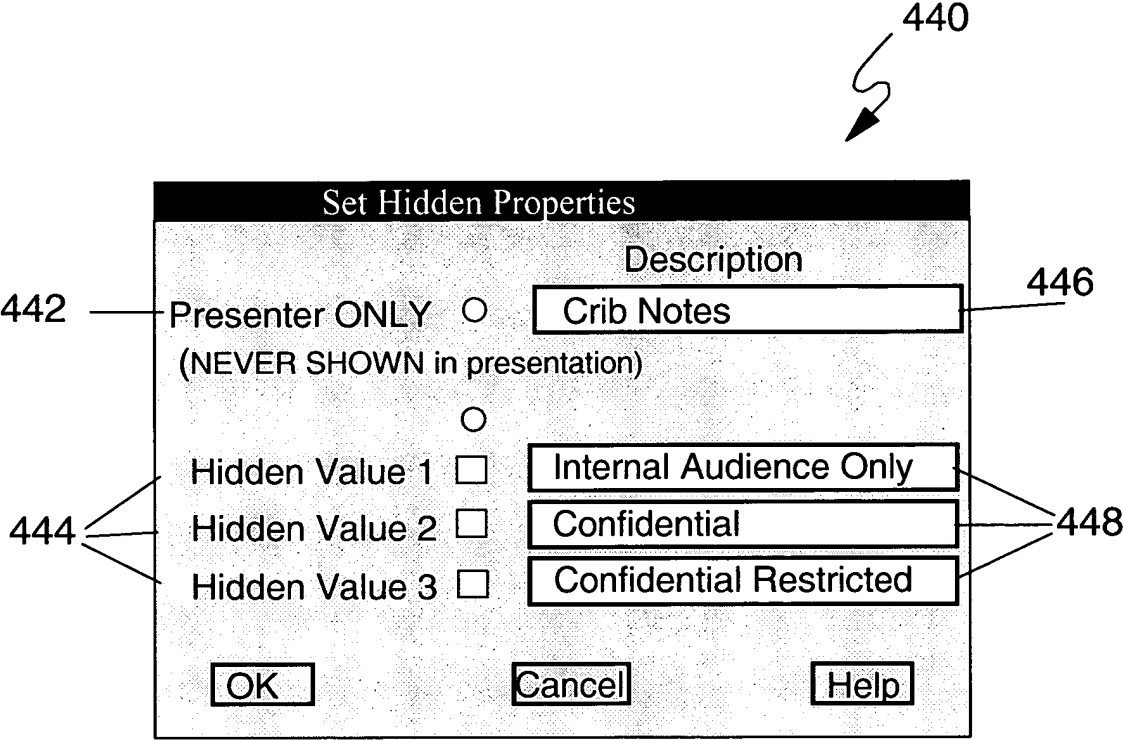 440
Set Hidden Properties
Description
442 Presenter ONLY Crib Notes 446
(NEVER SHOWN in presentation)
Hidden Value 1 Internal Audience Only
444 Hidden Value 2 Confidential 448
Hidden Value 3 Confidential Restricted
OK Cancel Help